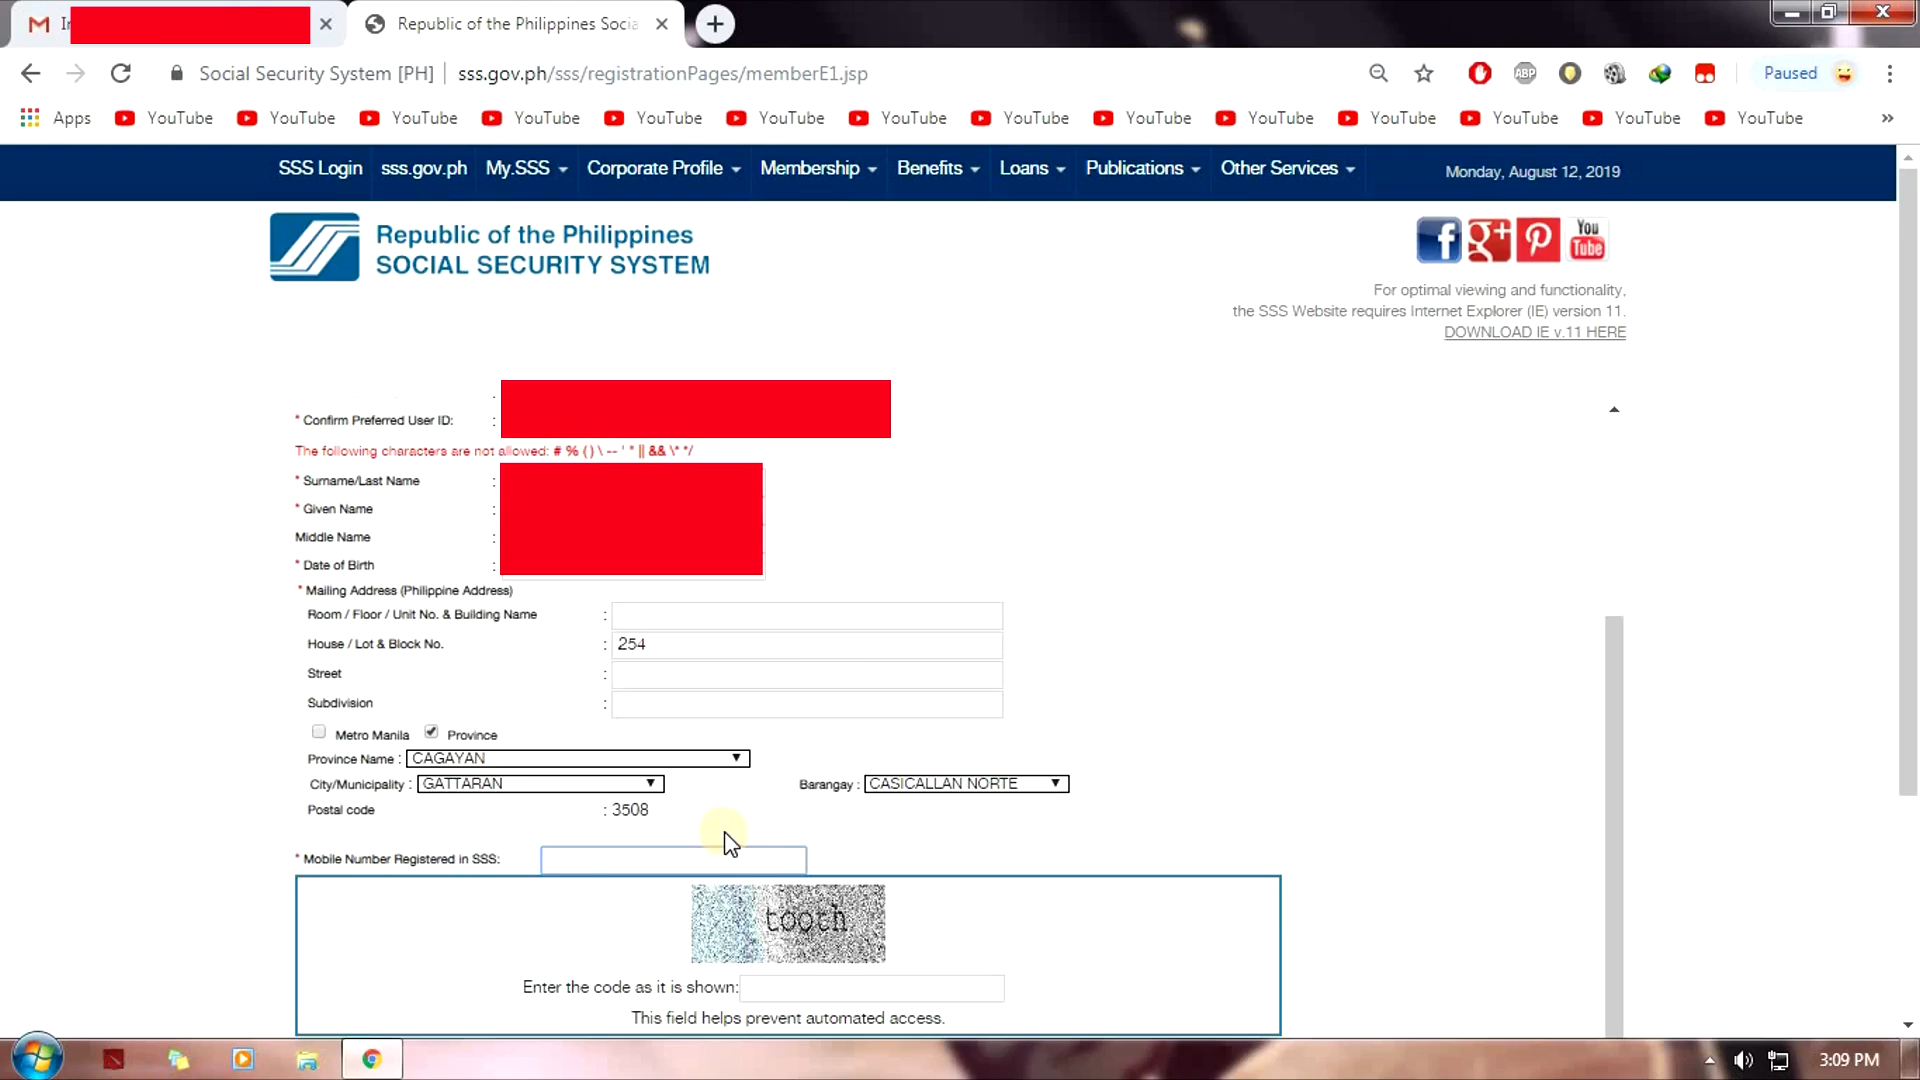 Republic of the Philippines Socia
Social Security System [PH] sss.gov.ph/sss/registrationPages/memberE1.jsp
ABP
Paused
Apps YouTube YouTube YouTube YouTube YouTube YouTube YouTube YouTube YouTube YouTube YouTube YouTube YouTube YouTube »
SSS Login sss.gov.ph My.SSS Corporate Profile Membership Benefits Loans Publications Other Services Monday, August 12, 2019
Republic of the Philippines
SOCIAL SECURITY SYSTEM
f g+ You Tube
For optimal viewing and functionality,
the SSS Website requires Internet Explorer (IE) version 11.
DOWNLOAD IE v.11 HERE
:
* Confirm Preferred User ID: :
The following characters are not allowed: # % ( ) \ -- ' " || && \* */
* Surname/Last Name :
* Given Name :
Middle Name :
* Date of Birth :
* Mailing Address (Philippine Address)
Room / Floor / Unit No. & Building Name :
House / Lot & Block No. : 254
Street :
Subdivision :
Metro Manila Province
Province Name : CAGAYAN
City/Municipality : GATTARAN Barangay : CASICALLAN NORTE
Postal code : 3508
* Mobile Number Registered in SSS:
tooth
Enter the code as it is shown:
This field helps prevent automated access.
3:09 PM